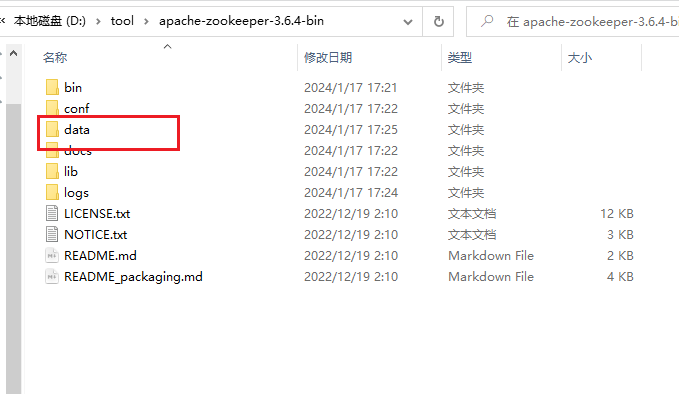 « 本地磁盘 (D:) › tool › apache-zookeeper-3.6.4-bin 在 apache-zookeeper-3.6.4-bi
名称 修改日期 类型 大小
bin 2024/1/17 17:21 文件夹
conf 2024/1/17 17:22 文件夹
data 2024/1/17 17:25 文件夹
docs 2024/1/17 17:22 文件夹
lib 2024/1/17 17:22 文件夹
logs 2024/1/17 17:24 文件夹
LICENSE.txt 2022/12/19 2:10 文本文档 12 KB
NOTICE.txt 2022/12/19 2:10 文本文档 3 KB
README.md 2022/12/19 2:10 Markdown File 2 KB
README_packaging.md 2022/12/19 2:10 Markdown File 4 KB